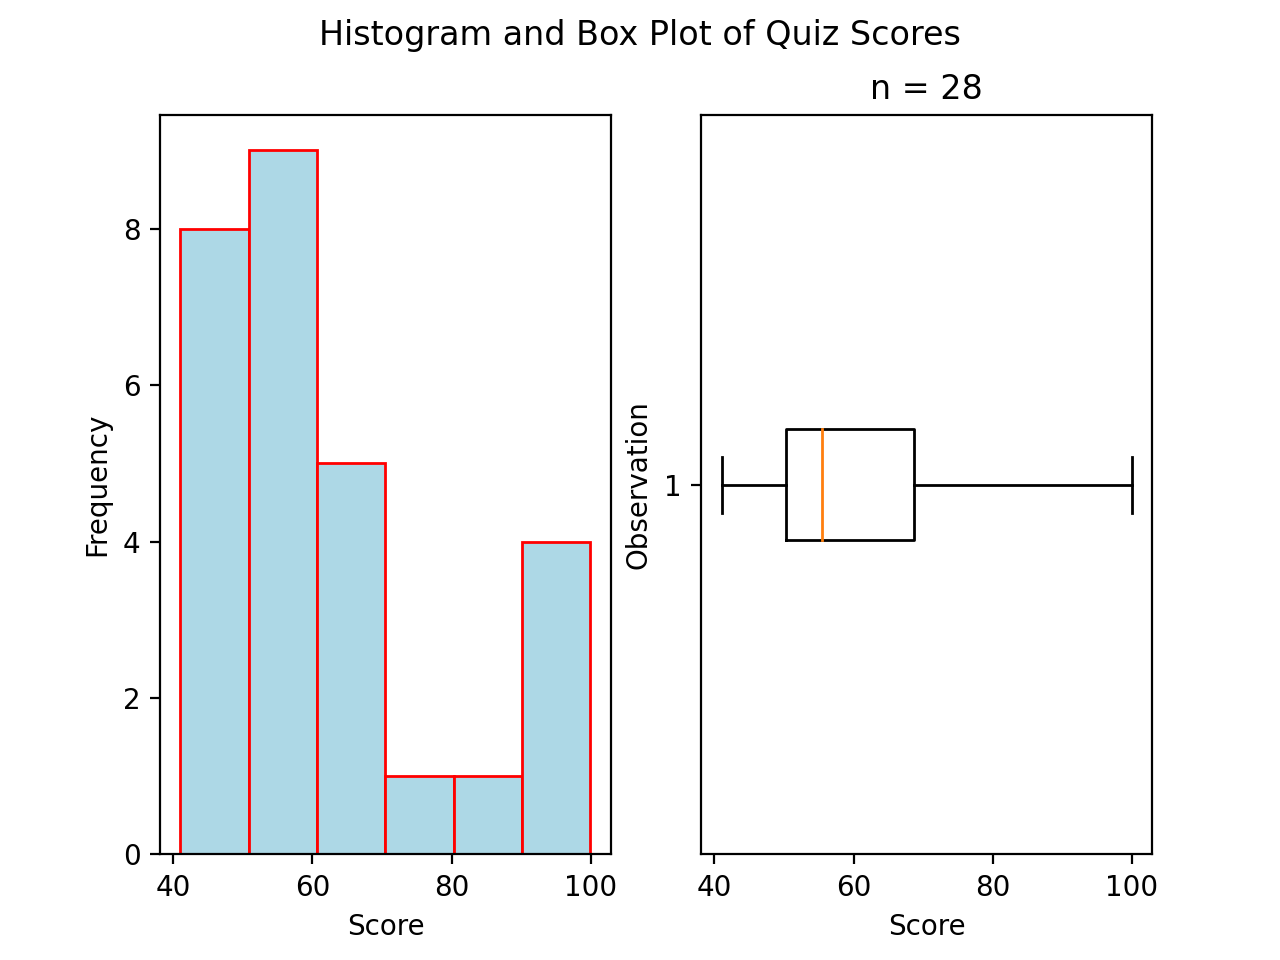 Histogram and Box Plot of Quiz Scores
Frequency
8
6
4
2
0
40 60 80 100
Score
n = 28
Observation
1
40 60 80 100
Score